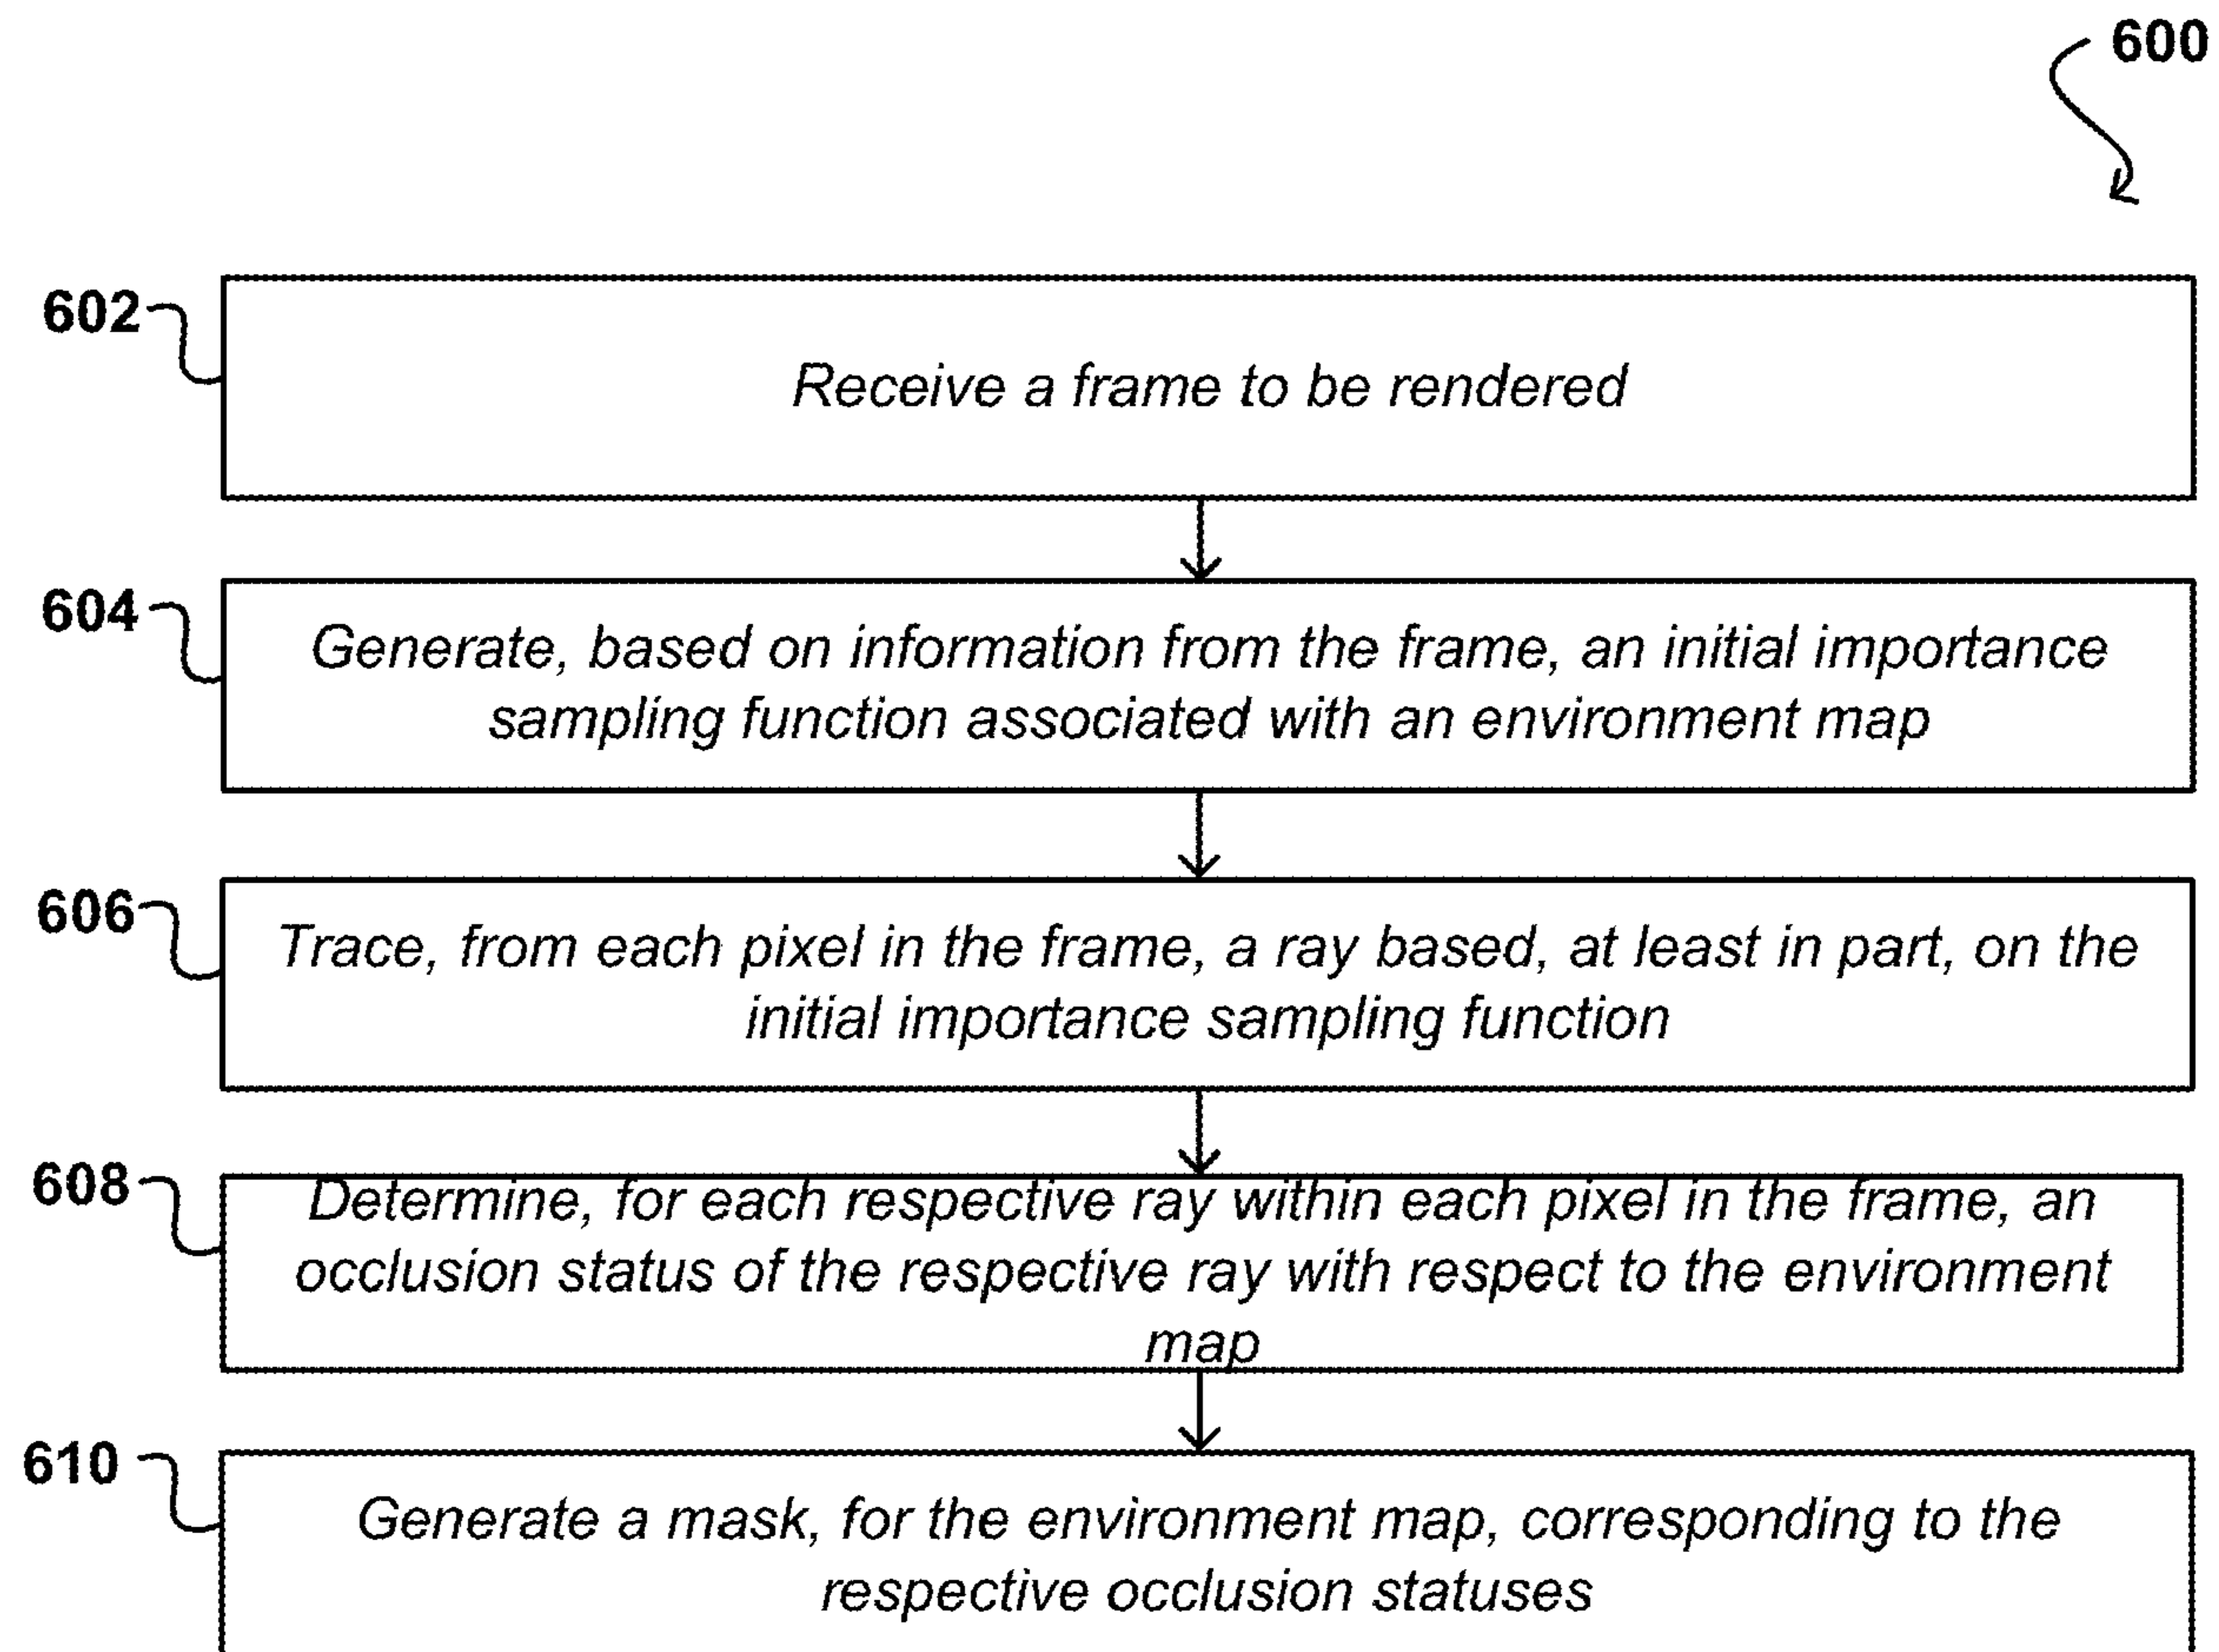 600
602
Receive a frame to be rendered
604
Generate, based on information from the frame, an initial importance
sampling function associated with an environment map
606
Trace, from each pixel in the frame, a ray based, at least in part, on the
initial importance sampling function
608
Determine, for each respective ray within each pixel in the frame, an
occlusion status of the respective ray with respect to the environment
map
610
Generate a mask, for the environment map, corresponding to the
respective occlusion statuses